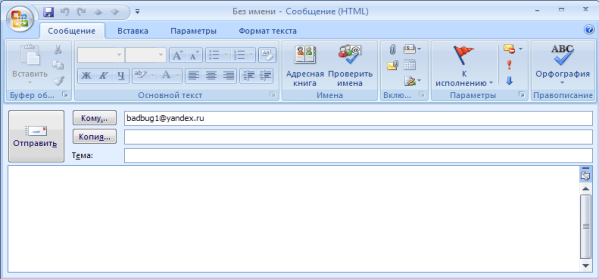 Без имени - Сообщение (HTML)
Сообщение Вставка Параметры Формат текста
Вставить
Ж К Ч
Адресная книга
Проверить имена
К исполнению
ABC
Орфография
Буфер об...
Основной текст
Имена
Вклю...
Параметры
Правописание
Отправить
Кому... badbug1@yandex.ru
Копия...
Тема: